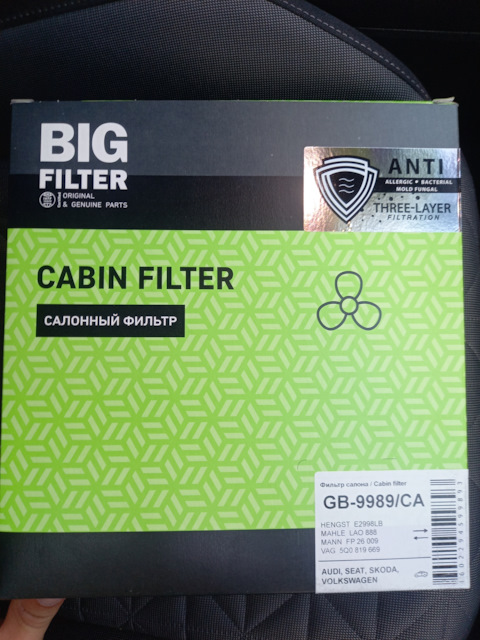 BIG
FILTER
ORIGINAL
& GENUINE PARTS
ANTI
ALLERGIC • BACTERIAL
MOLD FUNGAL
THREE-LAYER
FILTRATION
CABIN FILTER
САЛОННЫЙ ФИЛЬТР
Фильтр салона / Cabin filter
GB-9989/CA
HENGST E2998LB
MAHLE LAO 888
MANN FP 26 009
VAG 5Q0 819 669
AUDI, SEAT, SKODA,
VOLKSWAGEN